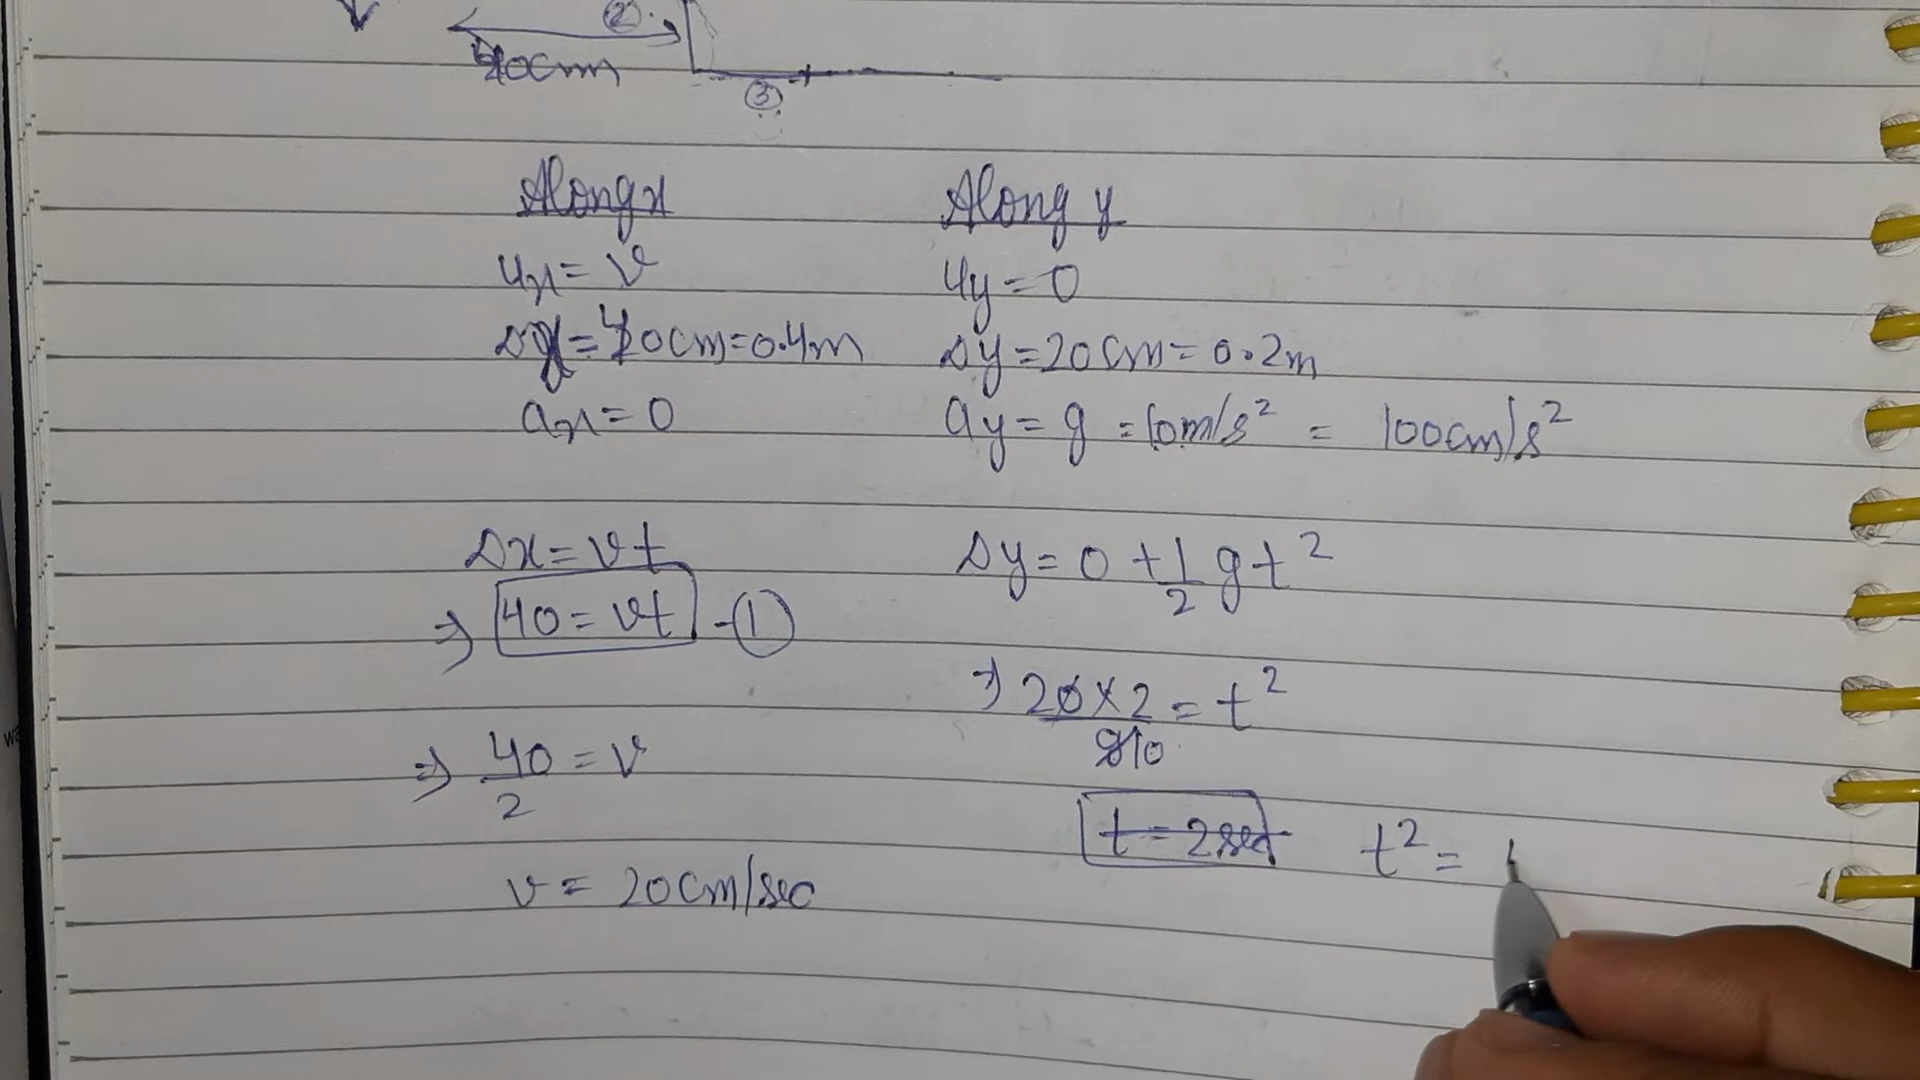 ②
40cm
③
Along x
ux = v
Δx = 40cm = 0.4m
ax = 0
Δx = vt
⇒ 40 = vt - ①
⇒ 40/2 = v
v = 20cm/sec
Along y
uy = 0
Δy = 20cm = 0.2m
ay = g = 10m/s² = 100cm/s²
Δy = 0 + 1/2 gt²
⇒ 20×2/10 = t²
t = 2sec t² =